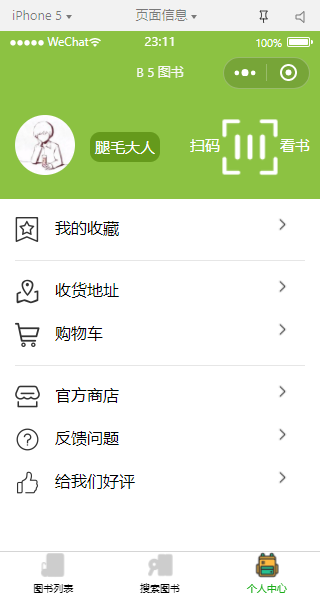 iPhone 5 页面信息
WeChat 23:11 100%
B 5 图书
腿毛大人 扫码 看书
我的收藏
收货地址
购物车
官方商店
反馈问题
给我们好评
图书列表 搜索图书 个人中心